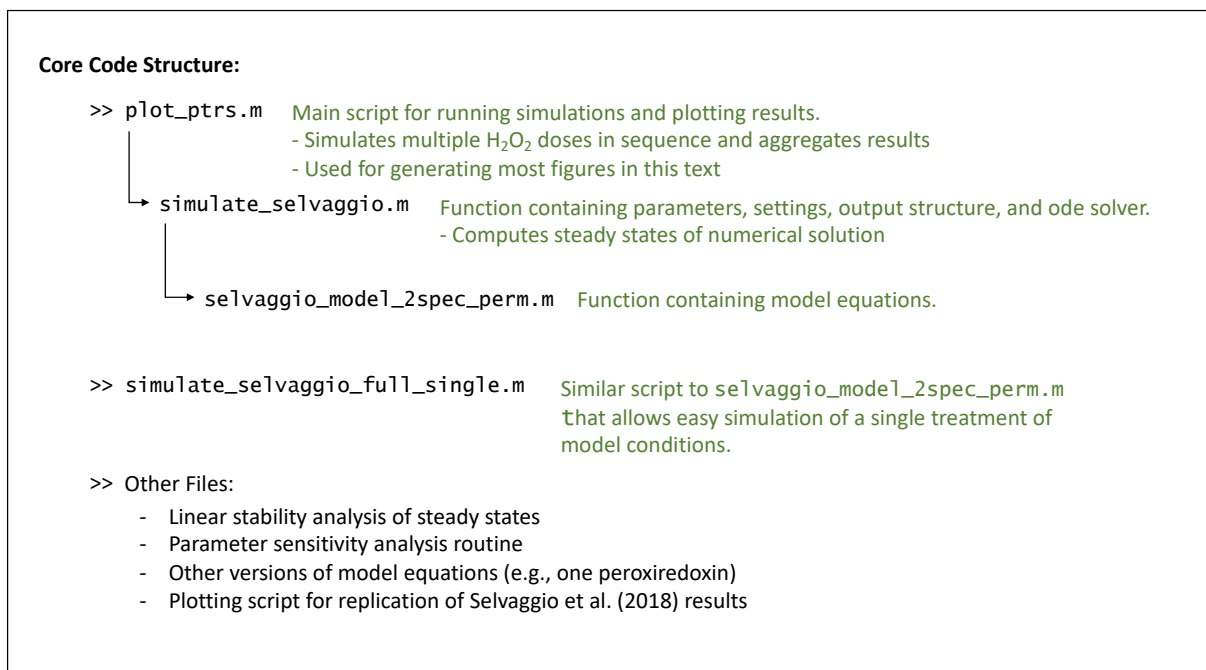 Core Code Structure:
>> plot_ptrs.m Main script for running simulations and plotting results.
- Simulates multiple H₂O₂ doses in sequence and aggregates results
- Used for generating most figures in this text
simulate_selvaggio.m Function containing parameters, settings, output structure, and ode solver.
- Computes steady states of numerical solution
selvaggio_model_2spec_perm.m Function containing model equations.
>> simulate_selvaggio_full_single.m Similar script to selvaggio_model_2spec_perm.m
that allows easy simulation of a single treatment of
model conditions.
>> Other Files:
- Linear stability analysis of steady states
- Parameter sensitivity analysis routine
- Other versions of model equations (e.g., one peroxiredoxin)
- Plotting script for replication of Selvaggio et al. (2018) results